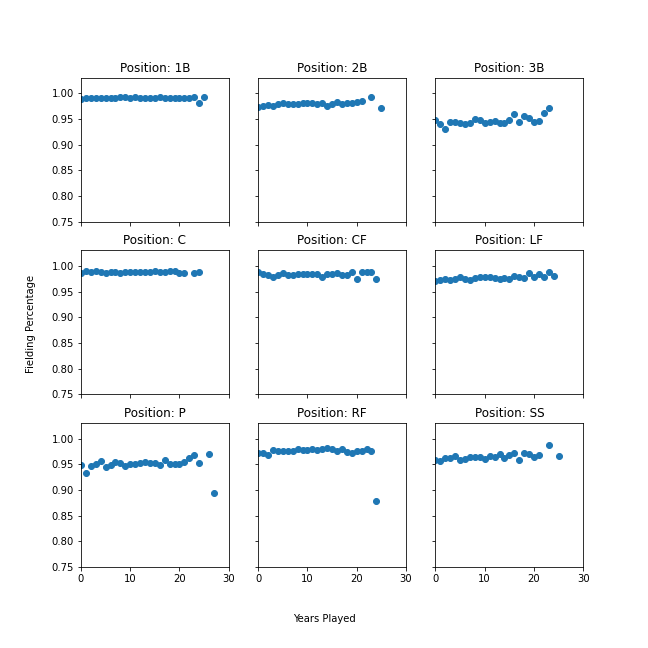 Position: 1B
Position: 2B
Position: 3B
1.00
0.95
0.90
0.85
0.80
0.75
Position: C
Position: CF
Position: LF
1.00
0.95
0.90
0.85
0.80
0.75
Fielding Percentage
Position: P
Position: RF
Position: SS
1.00
0.95
0.90
0.85
0.80
0.75
0 10 20 30
0 10 20 30
0 10 20 30
Years Played